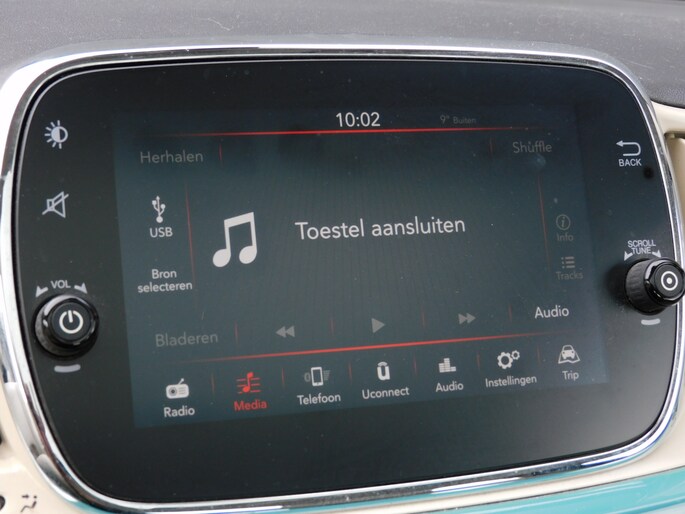 10:02 9° Buiten
Herhalen Shuffle
BACK
USB
Toestel aansluiten
Info
Bron
selecteren
Tracks
SCROLL
TUNE
VOL
Bladeren
Audio
Radio Media Telefoon Uconnect Audio Instellingen Trip